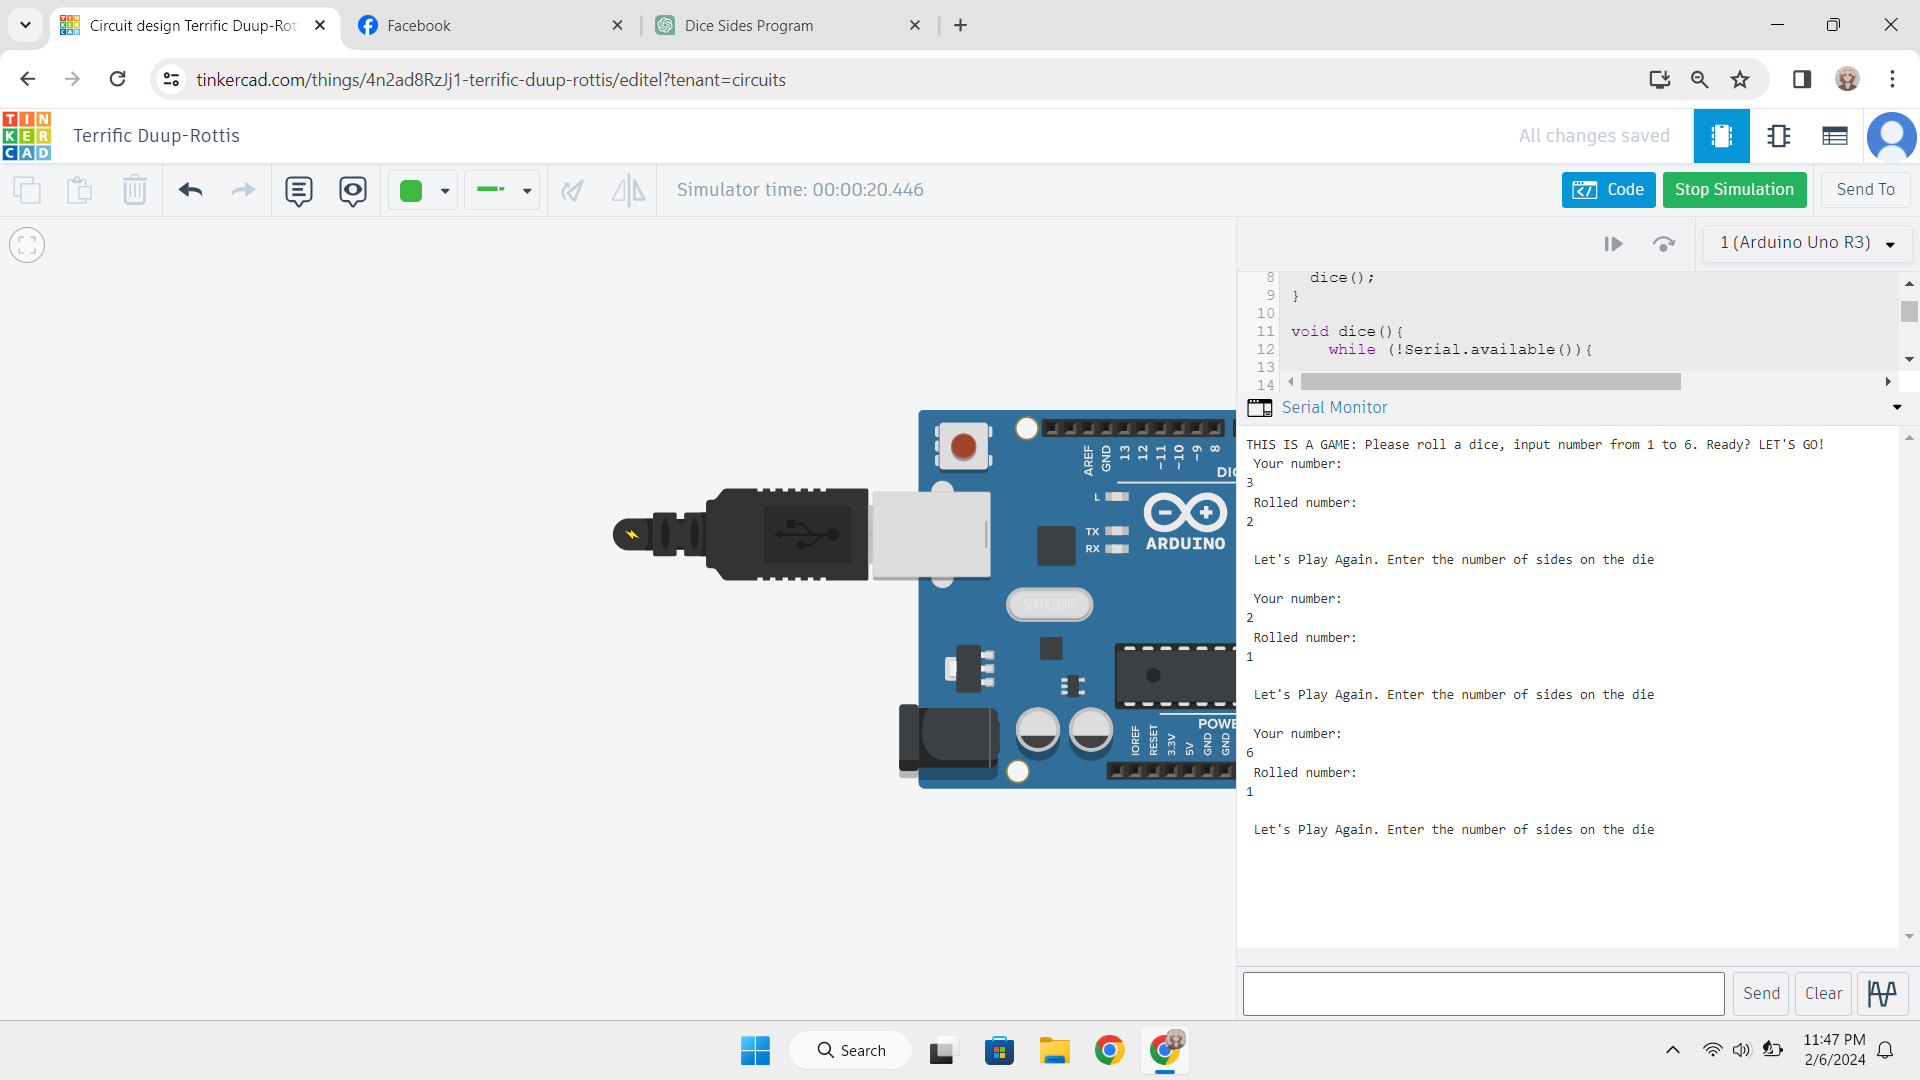 Circuit design Terrific Duup-Rot
Facebook
Dice Sides Program
tinkercad.com/things/4n2ad8RzJj1-terrific-duup-rottis/editel?tenant=circuits
TIN
KER
CAD
Terrific Duup-Rottis
All changes saved
Simulator time: 00:00:20.446
Code
Stop Simulation
Send To
1 (Arduino Uno R3)
8 dice();
9 }
10
11 void dice(){
12 while (!Serial.available()){
13
14
Serial Monitor
THIS IS A GAME: Please roll a dice, input number from 1 to 6. Ready? LET'S GO!
Your number:
3
Rolled number:
2
Let's Play Again. Enter the number of sides on the die
Your number:
2
Rolled number:
1
Let's Play Again. Enter the number of sides on the die
Your number:
6
Rolled number:
1
Let's Play Again. Enter the number of sides on the die
Send
Clear
AREF
GND
13
12
~11
~10
~9
8
DIG
L
TX
RX
ARDUINO
SPK16.000G
POWE
IOREF
RESET
3.3V
5V
GND
GND
Search
11:47 PM
2/6/2024